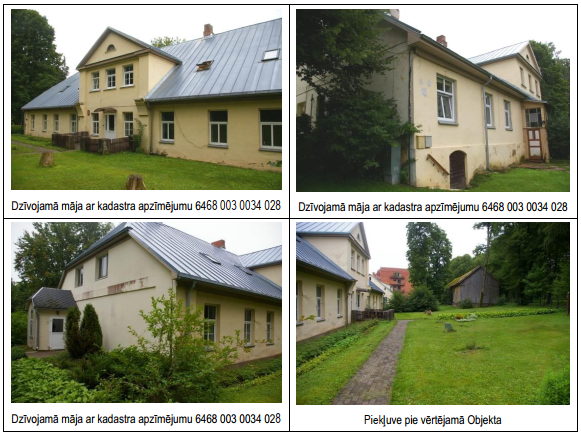 Dzīvojamā māja ar kadastra apzīmējumu 6468 003 0034 028
Dzīvojamā māja ar kadastra apzīmējumu 6468 003 0034 028
Dzīvojamā māja ar kadastra apzīmējumu 6468 003 0034 028
Piekļuve pie vērtējamā Objekta